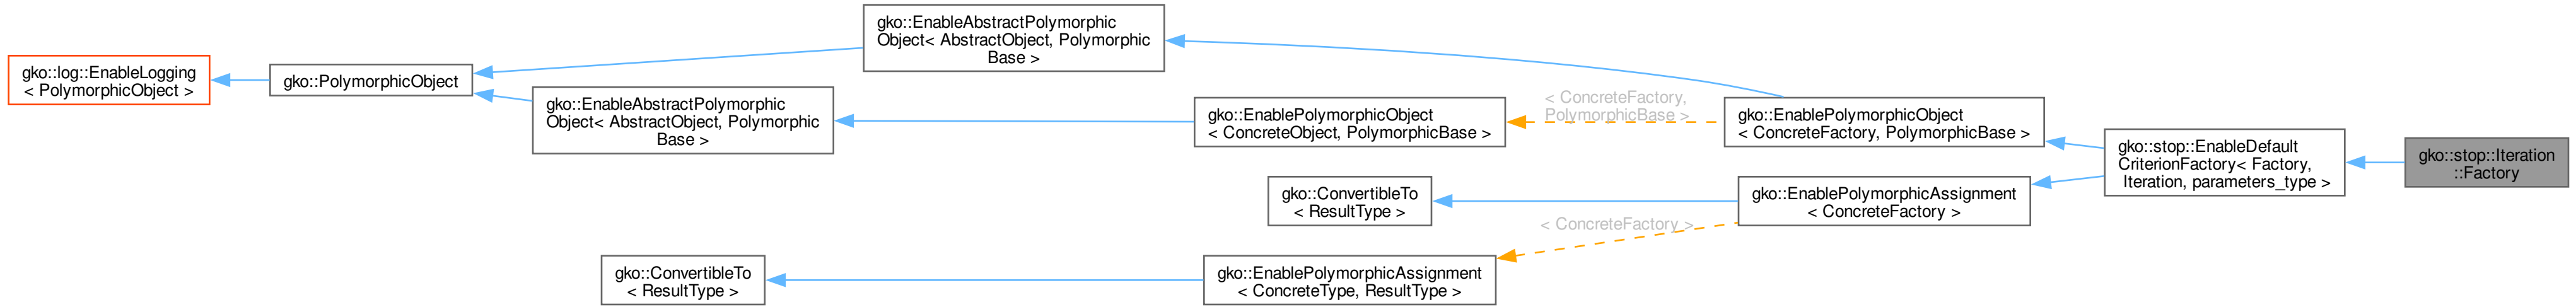 gko::log::EnableLogging
< PolymorphicObject >
gko::PolymorphicObject
gko::EnableAbstractPolymorphic
Object< AbstractObject, Polymorphic
Base >
gko::EnableAbstractPolymorphic
Object< AbstractObject, Polymorphic
Base >
gko::EnablePolymorphicObject
< ConcreteObject, PolymorphicBase >
< ConcreteFactory,
PolymorphicBase >
gko::EnablePolymorphicObject
< ConcreteFactory, PolymorphicBase >
gko::ConvertibleTo
< ResultType >
gko::EnablePolymorphicAssignment
< ConcreteFactory >
gko::ConvertibleTo
< ResultType >
gko::EnablePolymorphicAssignment
< ConcreteType, ResultType >
< ConcreteFactory >
gko::stop::EnableDefault
CriterionFactory< Factory,
Iteration, parameters_type >
gko::stop::Iteration
::Factory